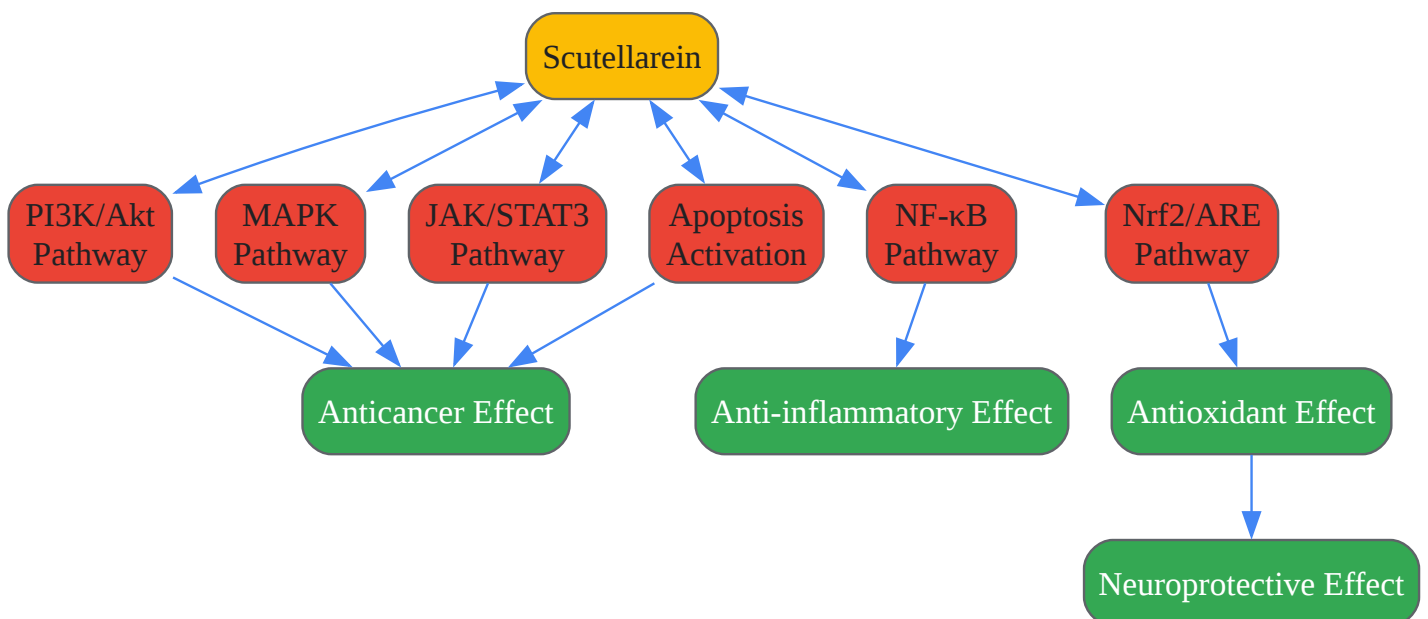 Scutellarein
PI3K/Akt
Pathway
MAPK
Pathway
JAK/STAT3
Pathway
Apoptosis
Activation
NF-κB
Pathway
Nrf2/ARE
Pathway
Anticancer Effect
Anti-inflammatory Effect
Antioxidant Effect
Neuroprotective Effect